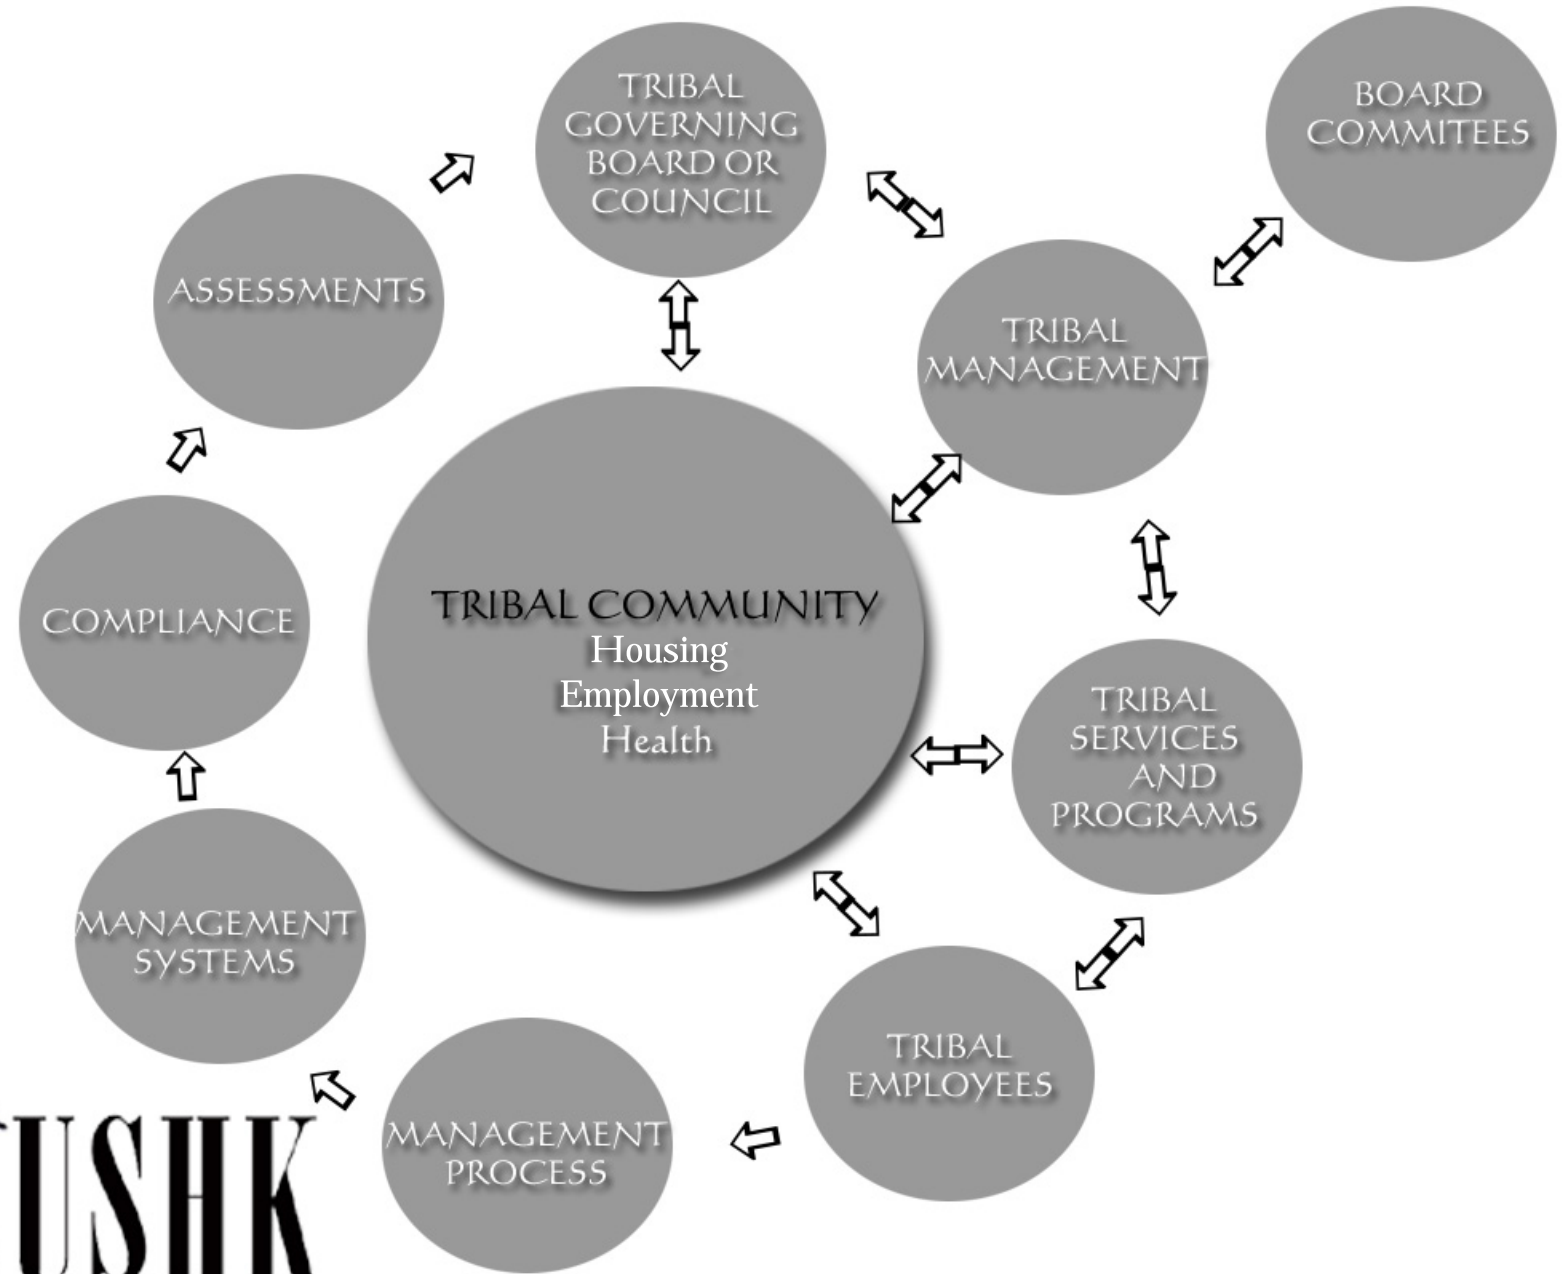 TRIBAL
GOVERNING
BOARD OR
COUNCIL
BOARD
COMMITEES
ASSESSMENTS
TRIBAL
MANAGEMENT
COMPLIANCE
TRIBAL COMMUNITY
Housing
Employment
Health
TRIBAL
SERVICES
AND
PROGRAMS
MANAGEMENT
SYSTEMS
TRIBAL
EMPLOYEES
MANAGEMENT
PROCESS
USHK